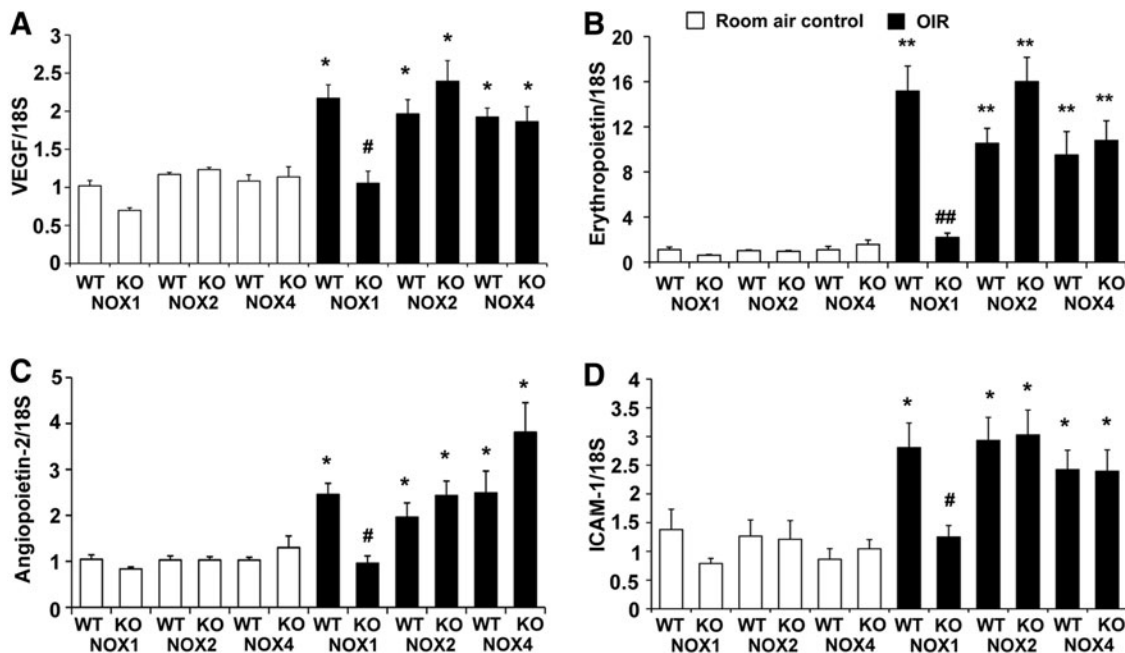 A
VEGF/18S
3
2.5
2
1.5
1
0.5
0
* # * * * *
WT KO WT KO WT KO WT KO WT KO WT KO
NOX1 NOX2 NOX4 NOX1 NOX2 NOX4
B
Room air control OIR
Erythropoietin/18S
20
16
12
8
4
0
** ## ** ** ** **
WT KO WT KO WT KO WT KO WT KO WT KO
NOX1 NOX2 NOX4 NOX1 NOX2 NOX4
C
Angiopoietin-2/18S
5
4
3
2
1
0
* # * * * *
WT KO WT KO WT KO WT KO WT KO WT KO
NOX1 NOX2 NOX4 NOX1 NOX2 NOX4
D
ICAM-1/18S
4
3.5
3
2.5
2
1.5
1
0.5
0
* # * * * *
WT KO WT KO WT KO WT KO WT KO WT KO
NOX1 NOX2 NOX4 NOX1 NOX2 NOX4